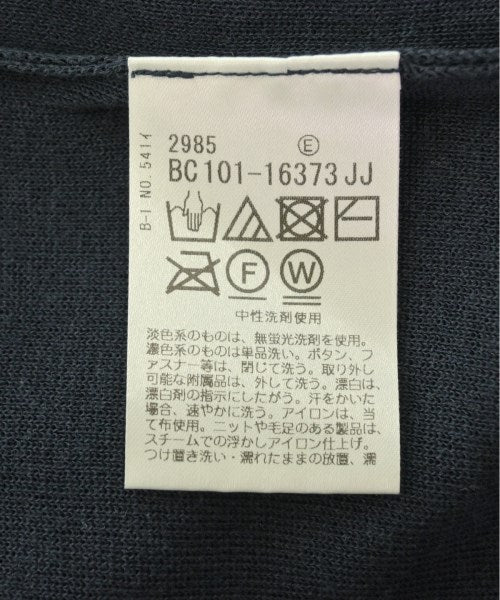 2985 Ⓔ
BC101-16373JJ
B-I NO.541イ
F W
中性洗剤使用
淡色系のものは、無蛍光洗剤を使用。
濃色系のものは単品洗い。ボタン、フ
ァスナー等は、閉じて洗う。取り外し
可能な附属品は、外して洗う。漂白は、
漂白剤の指示にしたがう。汗をかいた
場合、速やかに洗う。アイロンは、当
て布使用。ニットや毛足のある製品は、
スチームでの浮かしアイロン仕上げ。
つけ置き洗い・濡れたままの放置、濡